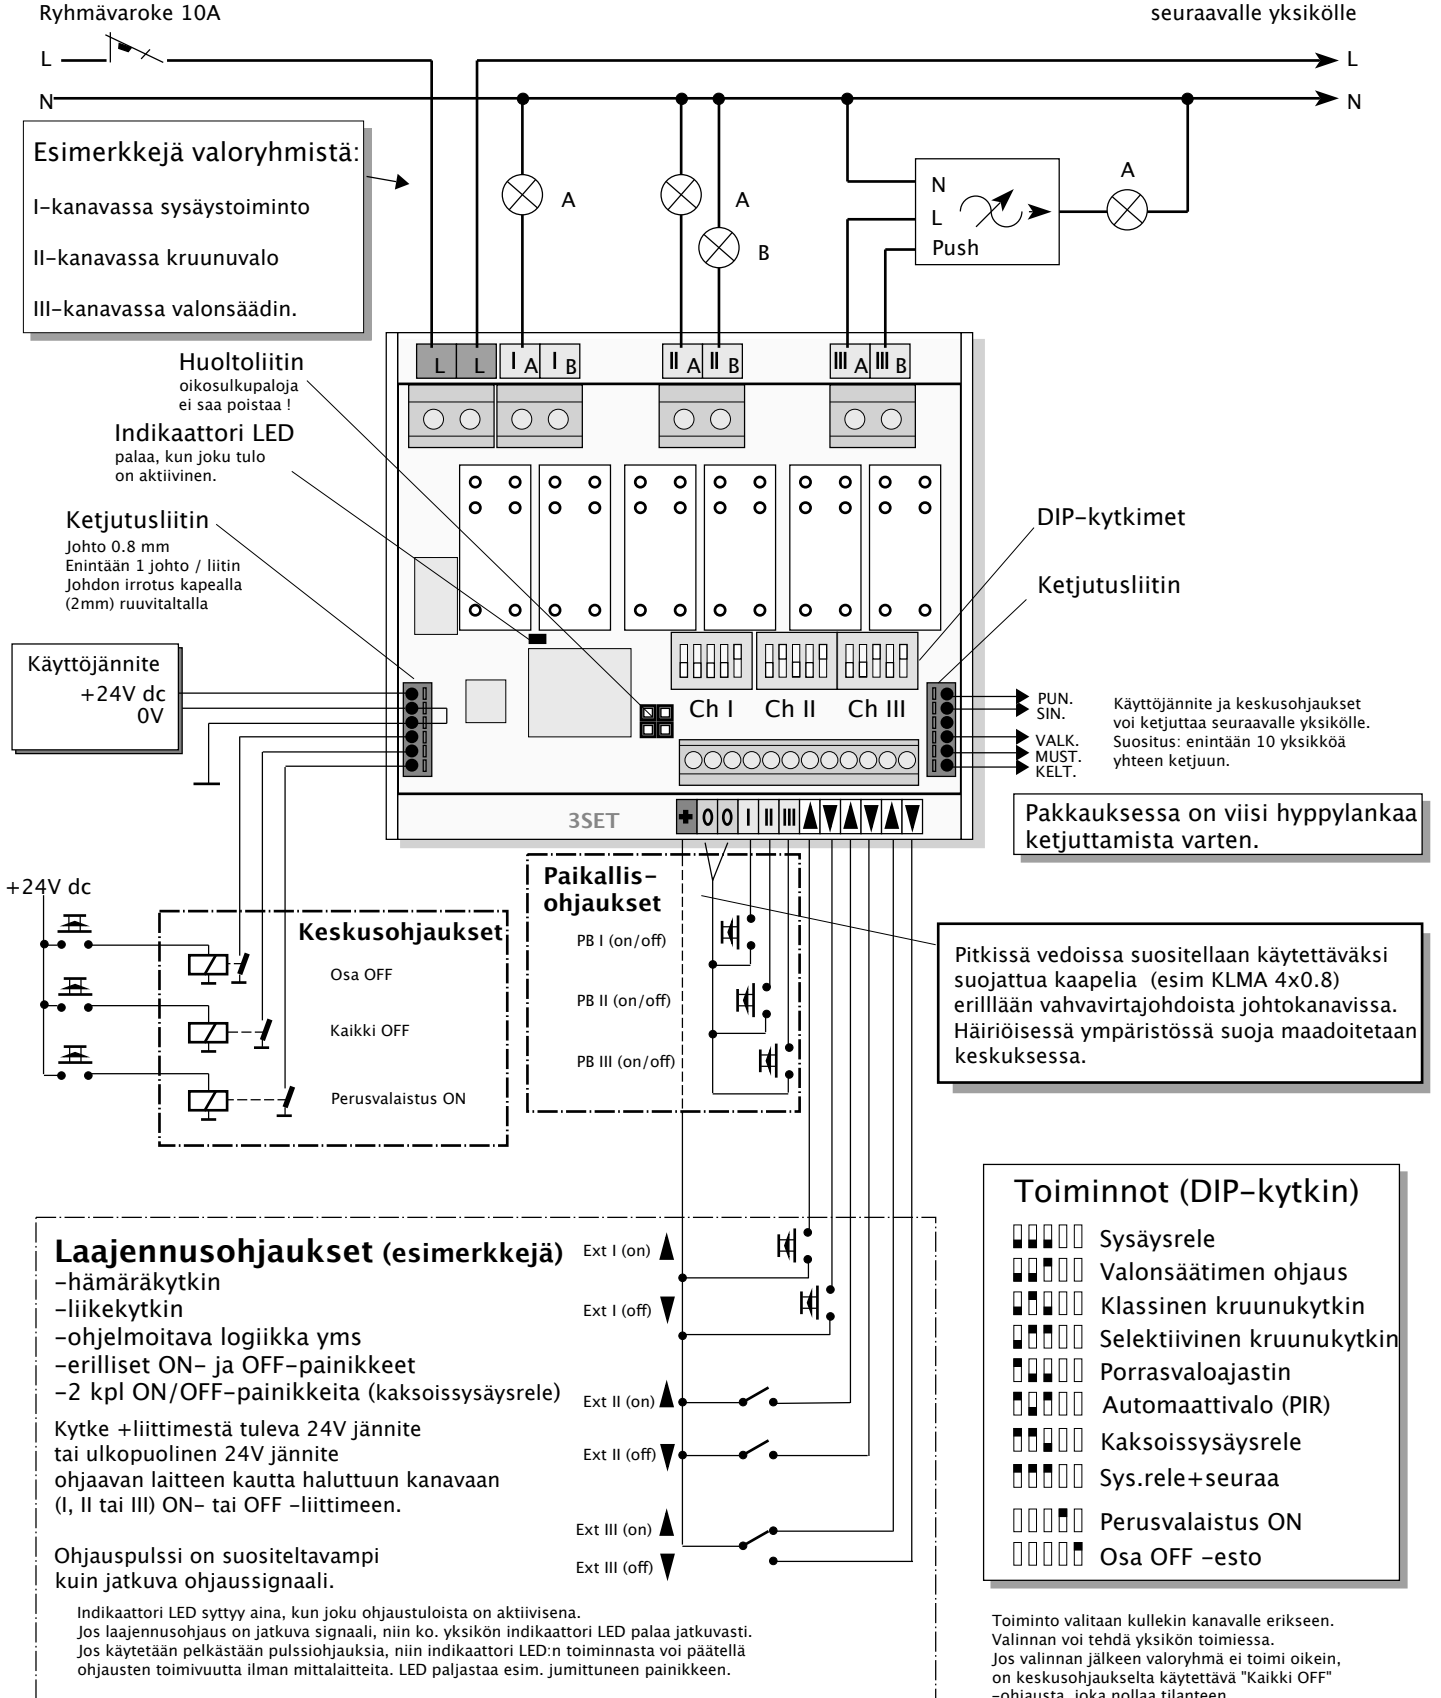 Ryhmävaroke 10A
seuraavalle yksikölle
L
L
N
N
Esimerkkejä valoryhmistä:
I-kanavassa sysäystoiminto
II-kanavassa kruunuvalo
III-kanavassa valonsäädin.
A
A
B
N
L
Push
A
L
L
I A
I B
II A
II B
III A
III B
Huoltoliitin
oikosulkupaloja
ei saa poistaa !
Indikaattori LED
palaa, kun joku tulo
on aktiivinen.
Ketjutusliitin
Johto 0.8 mm
Enintään 1 johto / liitin
Johdon irrotus kapealla
(2mm) ruuvitaltalla
DIP-kytkimet
Ketjutusliitin
Käyttöjännite
+24V dc
0V
Ch I
Ch II
Ch III
PUN.
SIN.
VALK.
MUST.
KELT.
Käyttöjännite ja keskusohjaukset
voi ketjuttaa seuraavalle yksikölle.
Suositus: enintään 10 yksikköä
yhteen ketjuun.
Pakkauksessa on viisi hyppylankaa
ketjuttamista varten.
3SET
+ 0 0 I II III
+24V dc
Keskusohjaukset
Osa OFF
Kaikki OFF
Perusvalaistus ON
Paikallis-
ohjaukset
PB I (on/off)
PB II (on/off)
PB III (on/off)
Pitkissä vedoissa suositellaan käytettäväksi
suojattua kaapelia (esim KLMA 4x0.8)
erilllään vahvavirtajohdoista johtokanavissa.
Häiriöisessä ympäristössä suoja maadoitetaan
keskuksessa.
Laajennusohjaukset (esimerkkejä)
-hämäräkytkin
-liikekytkin
-ohjelmoitava logiikka yms
-erilliset ON- ja OFF-painikkeet
-2 kpl ON/OFF-painikkeita (kaksoissysäysrele)
Kytke +liittimestä tuleva 24V jännite
tai ulkopuolinen 24V jännite
ohjaavan laitteen kautta haluttuun kanavaan
(I, II tai III) ON- tai OFF -liittimeen.
Ohjauspulssi on suositeltavampi
kuin jatkuva ohjaussignaali.
Ext I (on)
Ext I (off)
Ext II (on)
Ext II (off)
Ext III (on)
Ext III (off)
Indikaattori LED syttyy aina, kun joku ohjaustuloista on aktiivisena.
Jos laajennusohjaus on jatkuva signaali, niin ko. yksikön indikaattori LED palaa jatkuvasti.
Jos käytetään pelkästään pulssiohjauksia, niin indikaattori LED:n toiminnasta voi päätellä
ohjausten toimivuutta ilman mittalaitteita. LED paljastaa esim. jumittuneen painikkeen.
Toiminnot (DIP-kytkin)
Sysäysrele
Valonsäätimen ohjaus
Klassinen kruunukytkin
Selektiivinen kruunukytkin
Porrasvaloajastin
Automaattivalo (PIR)
Kaksoissysäysrele
Sys.rele+seuraa
Perusvalaistus ON
Osa OFF -esto
Toiminto valitaan kullekin kanavalle erikseen.
Valinnan voi tehdä yksikön toimiessa.
Jos valinnan jälkeen valoryhmä ei toimi oikein,
on keskusohjaukselta käytettävä "Kaikki OFF"
-ohjausta, joka nollaa tilanteen.